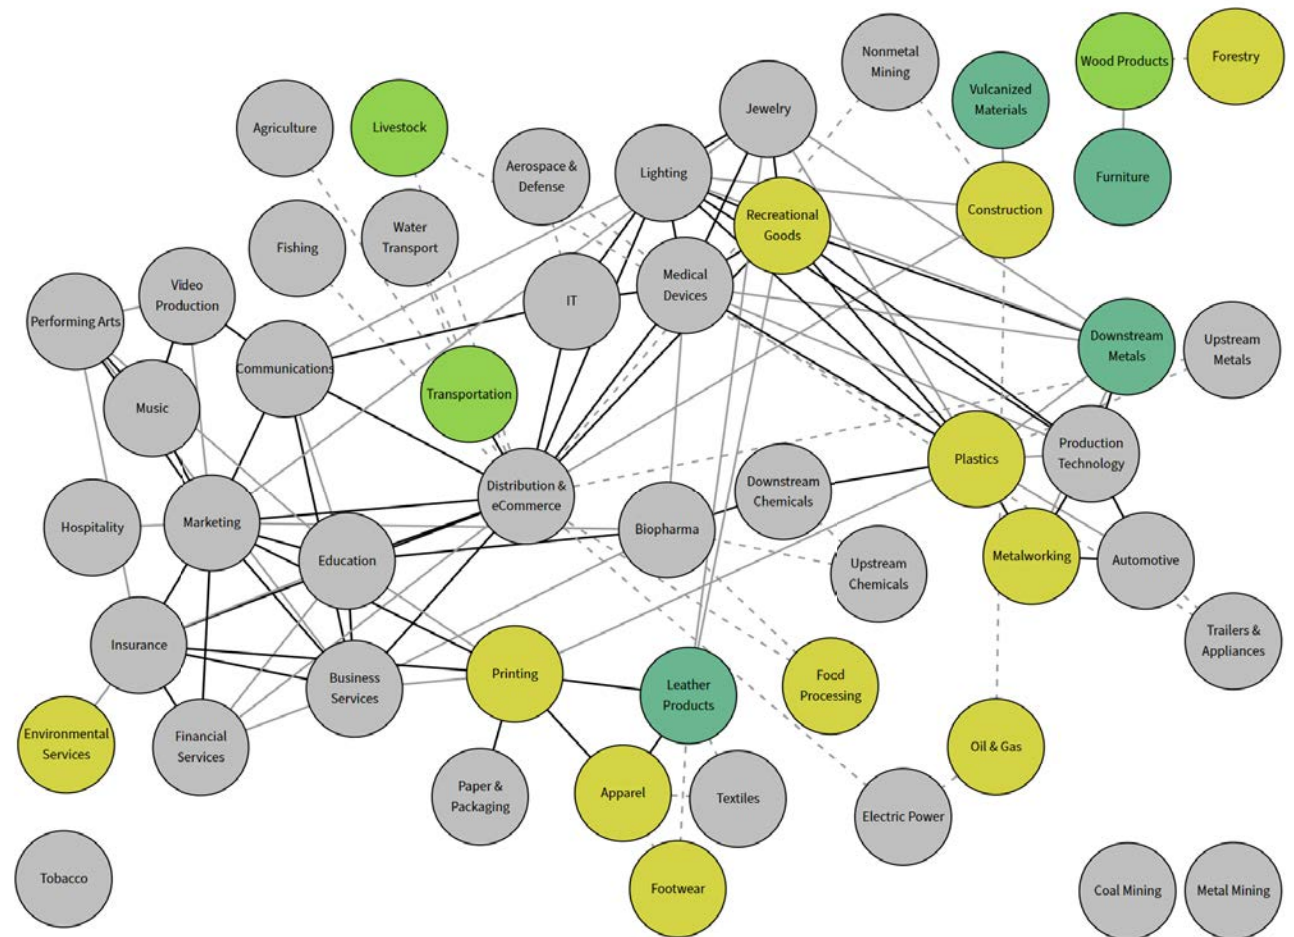 Nonmetal
Mining
Wood Products
Forestry
Vulcanized
Materials
Jewelry
Agriculture
Livestock
Aerospace &
Defense
Lighting
Furniture
Recreational
Goods
Construction
Water
Transport
Fishing
Medical
Devices
IT
Video
Production
Performing Arts
Downstream
Metals
Upstream
Metals
Communications
Transportation
Music
Production
Technology
Plastics
Distribution &
eCommerce
Downstream
Chemicals
Hospitality
Marketing
Biopharma
Education
Metalworking
Automotive
Upstream
Chemicals
Insurance
Trailers &
Appliances
Business
Services
Printing
Leather
Products
Food
Processing
Environmental
Services
Financial
Services
Oil & Gas
Paper &
Packaging
Apparel
Textiles
Electric Power
Tobacco
Footwear
Coal Mining
Metal Mining